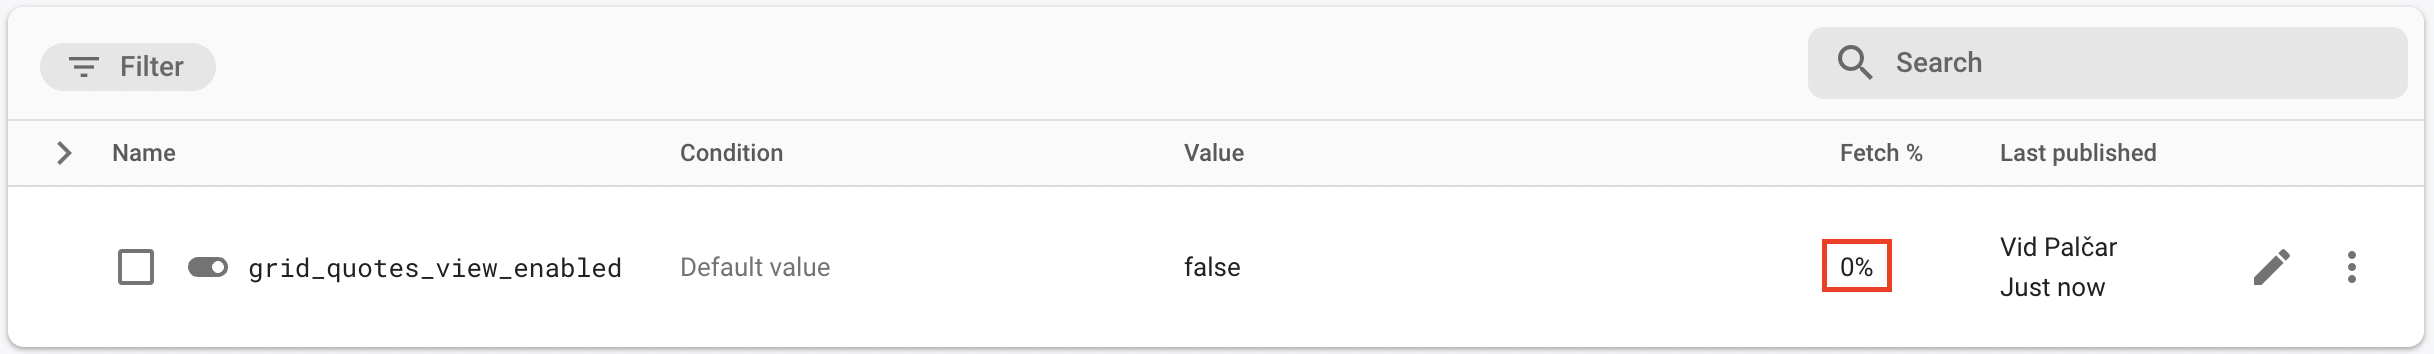 Filter
Search
Name Condition Value Fetch % Last published
grid_quotes_view_enabled Default value false 0% Vid Palčar
Just now